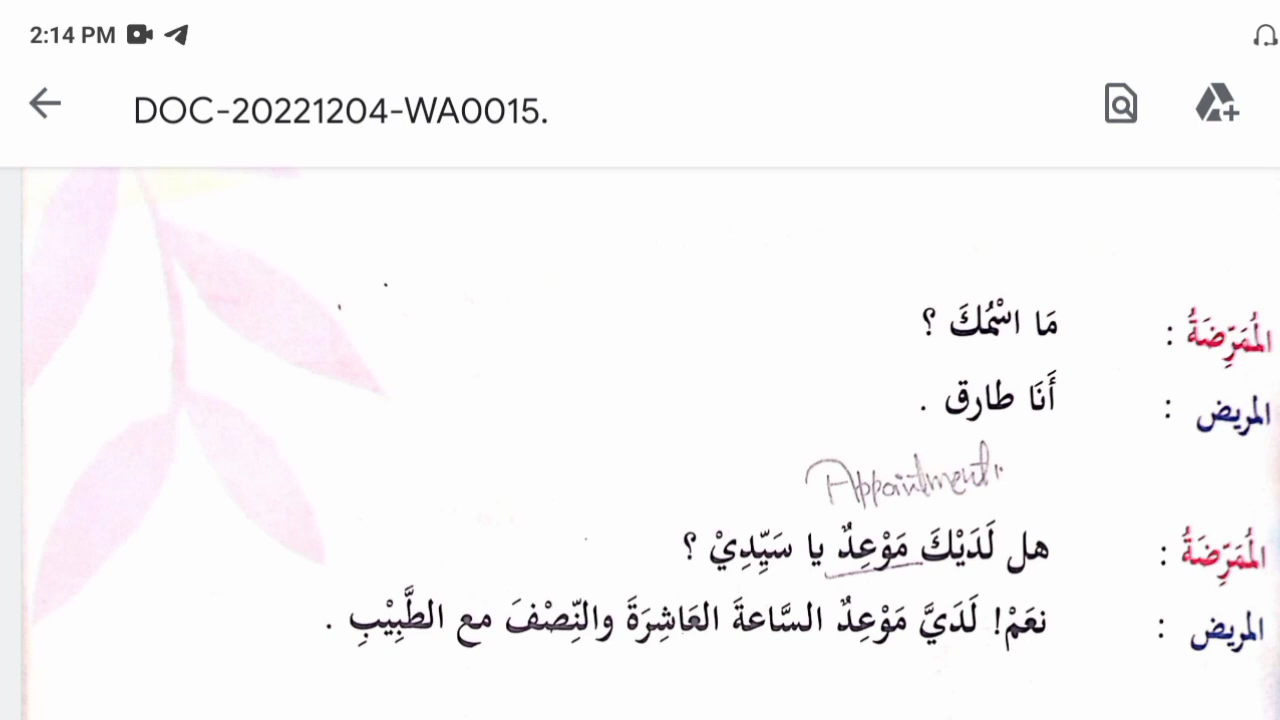 2:14 PM
DOC-20221204-WA0015.
المُمَرِّضَةُ : مَا اسْمُكَ ؟
المريض : أَنَا طارق .
Appointment
المُمَرِّضَةُ : هل لَدَيْكَ مَوْعِدٌ يا سَيِّدِيْ ؟
المريض : نعَمْ! لَدَيَّ مَوْعِدٌ السَّاعةَ العَاشِرَةَ والنِّصْفَ مع الطَّبِيْبِ .